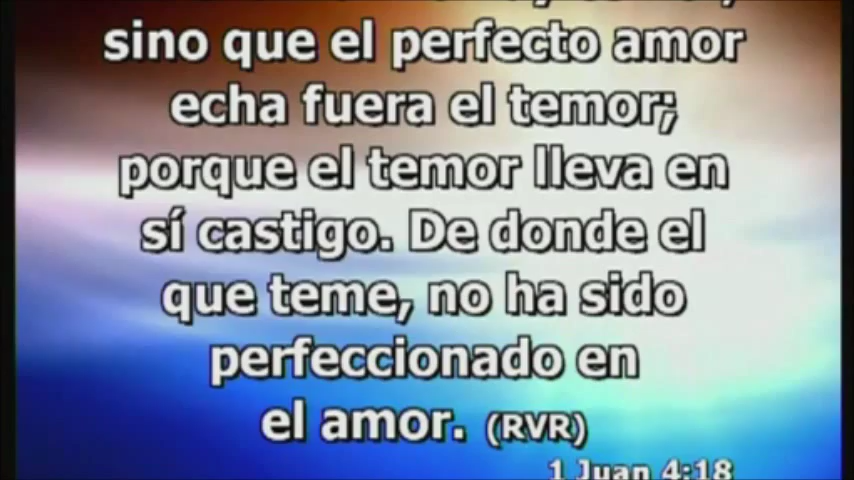 sino que el perfecto amor
echa fuera el temor;
porque el temor lleva en
sí castigo. De donde el
que teme, no ha sido
perfeccionado en
el amor. (RVR)
1 Juan 4:18